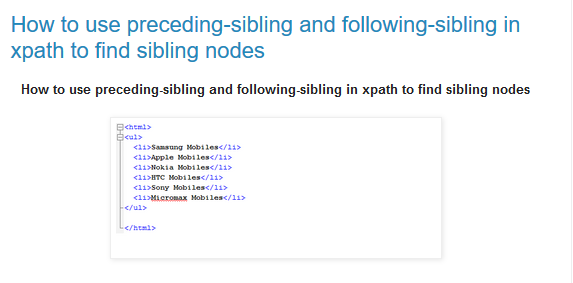 How to use preceding-sibling and following-sibling in
xpath to find sibling nodes
How to use preceding-sibling and following-sibling in xpath to find sibling nodes
<html>
<ul>
<li>Samsung Mobiles</li>
<li>Apple Mobiles</li>
<li>Nokia Mobiles</li>
<li>HTC Mobiles</li>
<li>Sony Mobiles</li>
<li>Micromax Mobiles</li>
</ul>
</html>